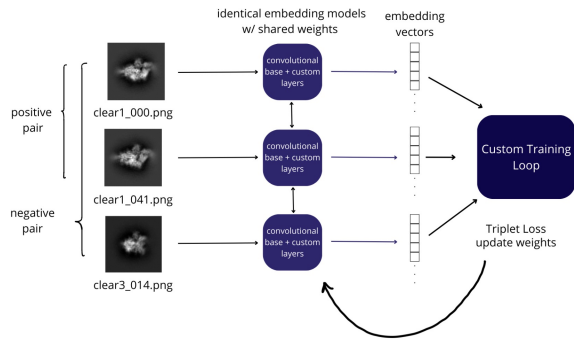 identical embedding models
w/ shared weights
embedding
vectors
positive
pair
negative
pair
clear1_000.png
clear1_041.png
clear3_014.png
convolutional
base + custom
layers
convolutional
base + custom
layers
convolutional
base + custom
layers
Custom Training
Loop
Triplet Loss
update weights